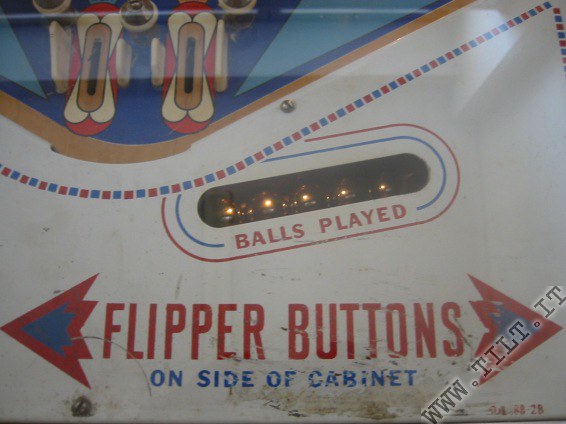 BALLS PLAYED
FLIPPER BUTTONS
ON SIDE OF CABINET
WWW.TILT.IT